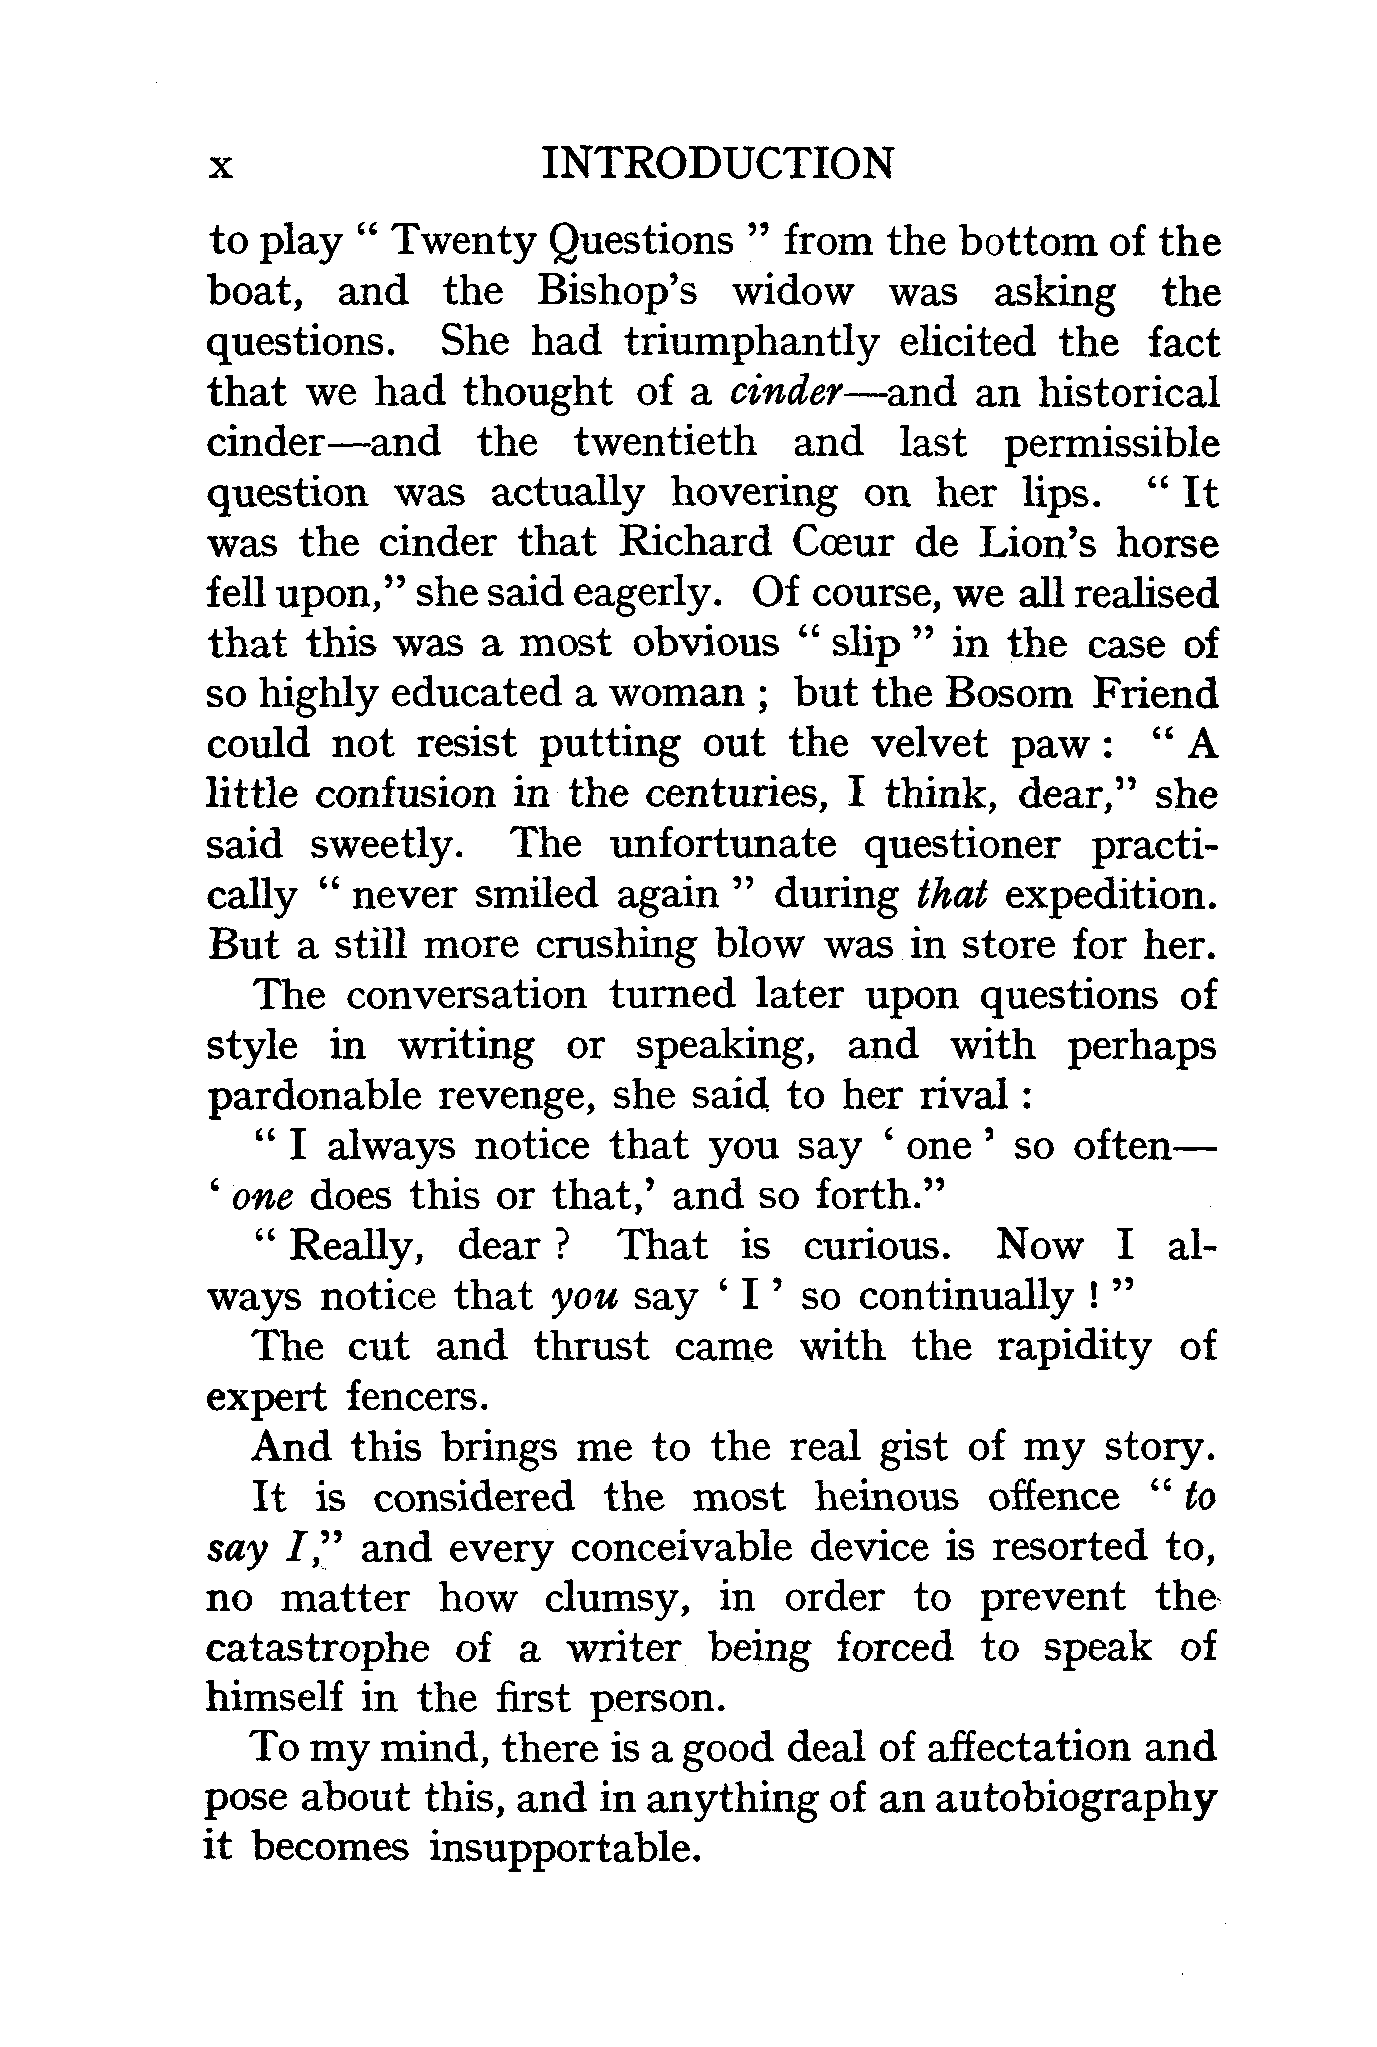 x INTRODUCTION
to play “ Twenty Questions ” from the bottom of the
boat, and the Bishop’s widow was asking the
questions. She had triumphantly elicited the fact
that we had thought of a cinder—and an historical
cinder—and the twentieth and last permissible
question was actually hovering on her lips. “ It
was the cinder that Richard Cœur de Lion’s horse
fell upon,” she said eagerly. Of course, we all realised
that this was a most obvious “ slip ” in the case of
so highly educated a woman ; but the Bosom Friend
could not resist putting out the velvet paw : “ A
little confusion in the centuries, I think, dear,” she
said sweetly. The unfortunate questioner practi-
cally “ never smiled again ” during that expedition.
But a still more crushing blow was in store for her.
The conversation turned later upon questions of
style in writing or speaking, and with perhaps
pardonable revenge, she said to her rival :
“ I always notice that you say ‘ one ’ so often—
‘ one does this or that,’ and so forth.”
“ Really, dear ? That is curious. Now I al-
ways notice that you say ‘ I ’ so continually ! ”
The cut and thrust came with the rapidity of
expert fencers.
And this brings me to the real gist of my story.
It is considered the most heinous offence “ to
say I,” and every conceivable device is resorted to,
no matter how clumsy, in order to prevent the
catastrophe of a writer being forced to speak of
himself in the first person.
To my mind, there is a good deal of affectation and
pose about this, and in anything of an autobiography
it becomes insupportable.